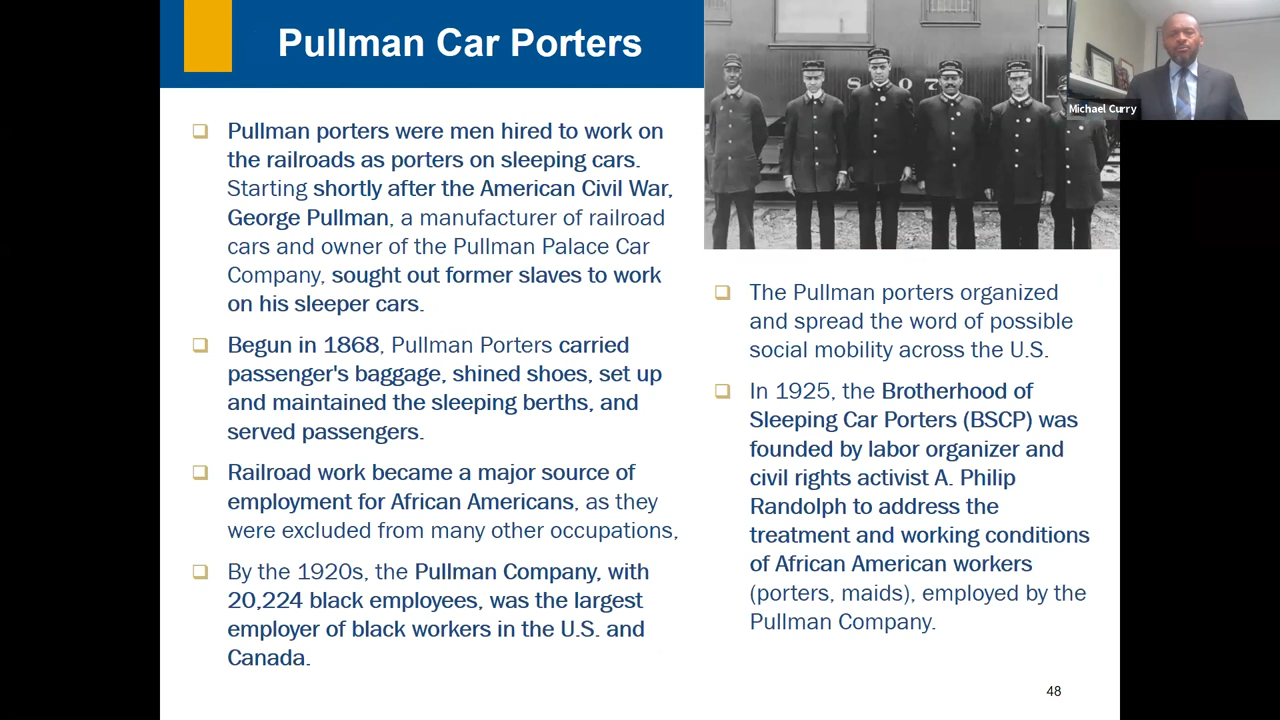 Pullman Car Porters
Pullman porters were men hired to work on
the railroads as porters on sleeping cars.
Starting shortly after the American Civil War,
George Pullman, a manufacturer of railroad
cars and owner of the Pullman Palace Car
Company, sought out former slaves to work
on his sleeper cars.
Begun in 1868, Pullman Porters carried
passenger's baggage, shined shoes, set up
and maintained the sleeping berths, and
served passengers.
Railroad work became a major source of
employment for African Americans, as they
were excluded from many other occupations,
By the 1920s, the Pullman Company, with
20,224 black employees, was the largest
employer of black workers in the U.S. and
Canada.
Michael Curry
The Pullman porters organized
and spread the word of possible
social mobility across the U.S.
In 1925, the Brotherhood of
Sleeping Car Porters (BSCP) was
founded by labor organizer and
civil rights activist A. Philip
Randolph to address the
treatment and working conditions
of African American workers
(porters, maids), employed by the
Pullman Company.
48